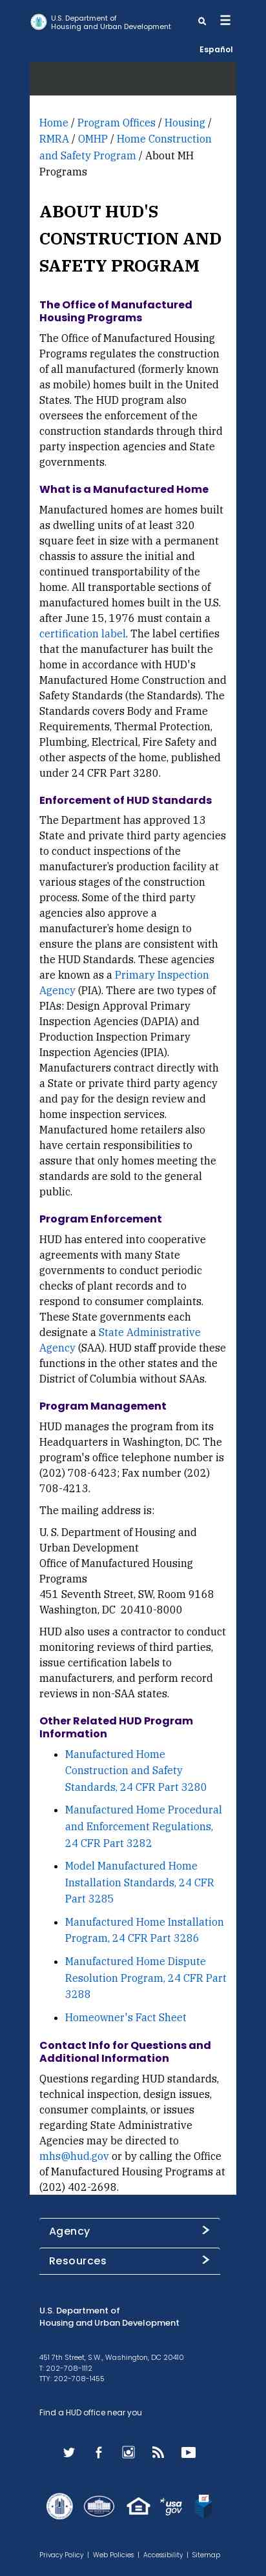 U.S. Department of
Housing and Urban Development
Español
Home / Program Offices / Housing /
RMRA / OMHP / Home Construction
and Safety Program / About MH
Programs
ABOUT HUD'S
CONSTRUCTION AND
SAFETY PROGRAM
The Office of Manufactured
Housing Programs
The Office of Manufactured Housing
Programs regulates the construction
of all manufactured (formerly known
as mobile) homes built in the United
States. The HUD program also
oversees the enforcement of the
construction standards through third
party inspection agencies and State
governments.
What is a Manufactured Home
Manufactured homes are homes built
as dwelling units of at least 320
square feet in size with a permanent
chassis to assure the initial and
continued transportability of the
home. All transportable sections of
manufactured homes built in the U.S.
after June 15, 1976 must contain a
certification label. The label certifies
that the manufacturer has built the
home in accordance with HUD's
Manufactured Home Construction and
Safety Standards (the Standards). The
Standards covers Body and Frame
Requirements, Thermal Protection,
Plumbing, Electrical, Fire Safety and
other aspects of the home, published
under 24 CFR Part 3280.
Enforcement of HUD Standards
The Department has approved 13
State and private third party agencies
to conduct inspections of the
manufacturer’s production facility at
various stages of the construction
process. Some of the third party
agencies also approve a
manufacturer’s home design to
ensure the plans are consistent with
the HUD Standards. These agencies
are known as a Primary Inspection
Agency (PIA). There are two types of
PIAs: Design Approval Primary
Inspection Agencies (DAPIA) and
Production Inspection Primary
Inspection Agencies (IPIA).
Manufacturers contract directly with
a State or private third party agency
and pay for the design review and
home inspection services.
Manufactured home retailers also
have certain responsibilities to
assure that only homes meeting the
standards are sold to the general
public.
Program Enforcement
HUD has entered into cooperative
agreements with many State
governments to conduct periodic
checks of plant records and to
respond to consumer complaints.
These State governments each
designate a State Administrative
Agency (SAA). HUD staff provide these
functions in the other states and the
District of Columbia without SAAs.
Program Management
HUD manages the program from its
Headquarters in Washington, DC. The
program's office telephone number is
(202) 708-6423; Fax number (202)
708-4213.
The mailing address is:
U. S. Department of Housing and
Urban Development
Office of Manufactured Housing
Programs
451 Seventh Street, SW, Room 9168
Washington, DC 20410-8000
HUD also uses a contractor to conduct
monitoring reviews of third parties,
issue certification labels to
manufacturers, and perform record
reviews in non-SAA states.
Other Related HUD Program
Information
Manufactured Home
Construction and Safety
Standards, 24 CFR Part 3280
Manufactured Home Procedural
and Enforcement Regulations,
24 CFR Part 3282
Model Manufactured Home
Installation Standards, 24 CFR
Part 3285
Manufactured Home Installation
Program, 24 CFR Part 3286
Manufactured Home Dispute
Resolution Program, 24 CFR Part
3288
Homeowner's Fact Sheet
Contact Info for Questions and
Additional Information
Questions regarding HUD standards,
technical inspection, design issues,
consumer complaints, or issues
regarding State Administrative
Agencies may be directed to
mhs@hud.gov or by calling the Office
of Manufactured Housing Programs at
(202) 402-2698.
Agency
Resources
U.S. Department of
Housing and Urban Development
451 7th Street, S.W., Washington, DC 20410
T: 202-708-1112
TTY: 202-708-1455
Find a HUD office near you
usa
gov
Privacy Policy | Web Policies | Accessibility | Sitemap